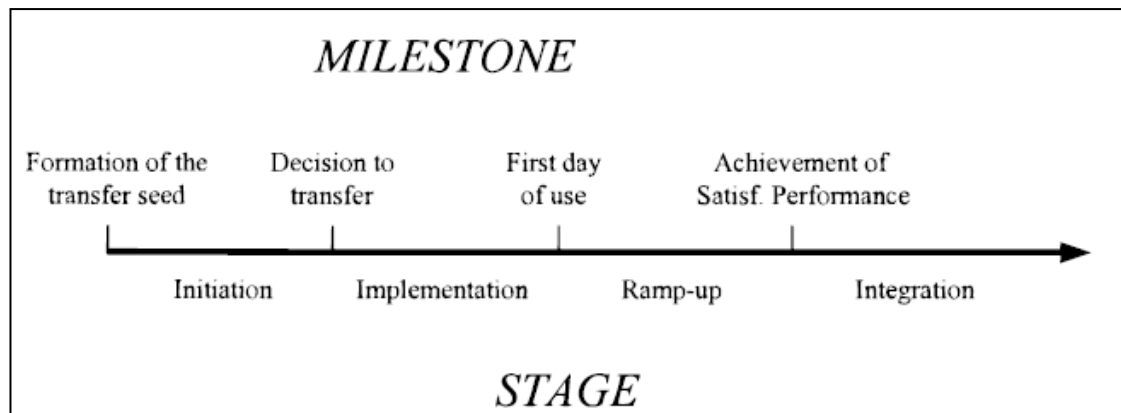 MILESTONE
Formation of the
transfer seed
Decision to
transfer
First day
of use
Achievement of
Satisf. Performance
Initiation
Implementation
Ramp-up
Integration
STAGE